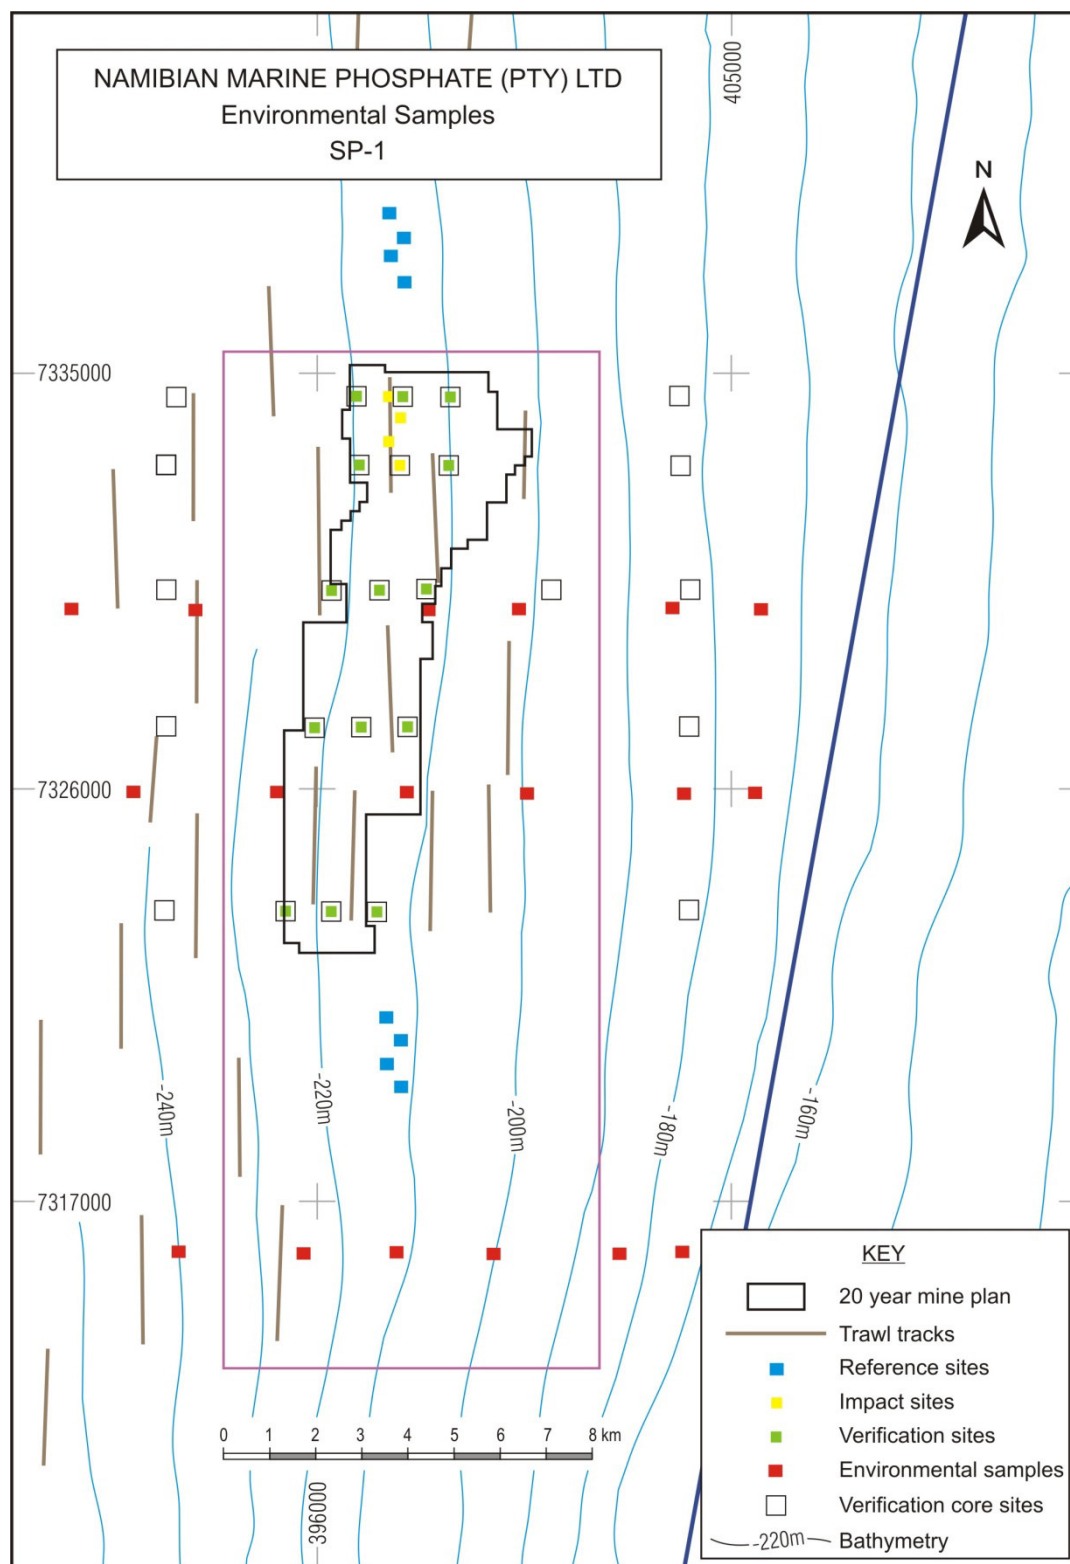 NAMIBIAN MARINE PHOSPHATE (PTY) LTD
Environmental Samples
SP-1
405000
N
7335000
7326000
-240m
-220m
-200m
-180m
-160m
7317000
0 1 2 3 4 5 6 7 8 km
396000
KEY
20 year mine plan
Trawl tracks
Reference sites
Impact sites
Verification sites
Environmental samples
Verification core sites
-220m Bathymetry